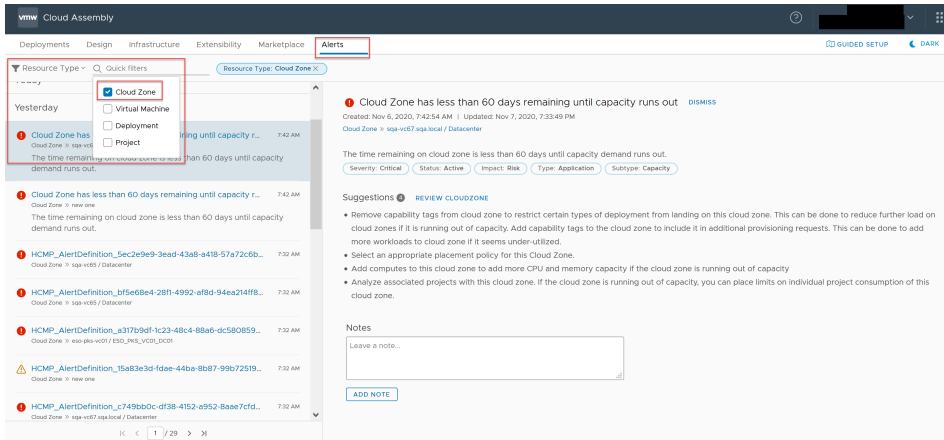 vmw Cloud Assembly
Deployments Design Infrastructure Extensibility Marketplace Alerts GUIDED SETUP DARK
Resource Type Quick filters Resource Type: Cloud Zone ×
Today
Cloud Zone
Virtual Machine
Deployment
Project
Yesterday
Cloud Zone has less than 60 days remaining until capacity runs out DISMISS
Created: Nov 6, 2020, 7:42:54 AM | Updated: Nov 7, 2020, 7:33:49 PM
Cloud Zone » sqa-vc67.sqa.local / Datacenter
The time remaining on cloud zone is less than 60 days until capacity demand runs out.
Severity: Critical Status: Active Impact: Risk Type: Application Subtype: Capacity
Suggestions 4 REVIEW CLOUDZONE
• Remove capability tags from cloud zone to restrict certain types of deployment from landing on this cloud zone. This can be done to reduce further load on
cloud zones if it is running out of capacity. Add capability tags to the cloud zone to include it in additional provisioning requests. This can be done to add
more workloads to cloud zone if it seems under-utilized.
• Select an appropriate placement policy for this Cloud Zone.
• Add computes to this cloud zone to add more CPU and memory capacity if the cloud zone is running out of capacity
• Analyze associated projects with this cloud zone. If the cloud zone is running out of capacity, you can place limits on individual project consumption of this
cloud zone.
Notes
Leave a note...
ADD NOTE
Cloud Zone has ining until capacity r... 7:42 AM
Cloud Zone » sqa-vc6
The time remaining on cloud zone is less than 60 days until capacity
demand runs out.
Cloud Zone has less than 60 days remaining until capacity r... 7:42 AM
Cloud Zone » new one
The time remaining on cloud zone is less than 60 days until capacity
demand runs out.
HCMP_AlertDefinition_5ec2e9e9-3ead-43a8-a418-57a72c6b... 7:32 AM
Cloud Zone » sqa-vc65 / Datacenter
HCMP_AlertDefinition_bf5e68e4-28f1-4992-af8d-94ea214ff8... 7:32 AM
Cloud Zone » sqa-vc65 / Datacenter
HCMP_AlertDefinition_a317b9df-1c23-48c4-88a6-dc580859... 7:32 AM
Cloud Zone » eso-pks-vc01 / ESO_PKS_VC01_DC01
HCMP_AlertDefinition_15a83e3d-fdae-44ba-8b87-99b72519... 7:32 AM
Cloud Zone » new one
HCMP_AlertDefinition_c749bb0c-df38-4152-a952-8aae7cfd... 7:32 AM
Cloud Zone » sqa-vc67.sqa.local / Datacenter
1 / 29